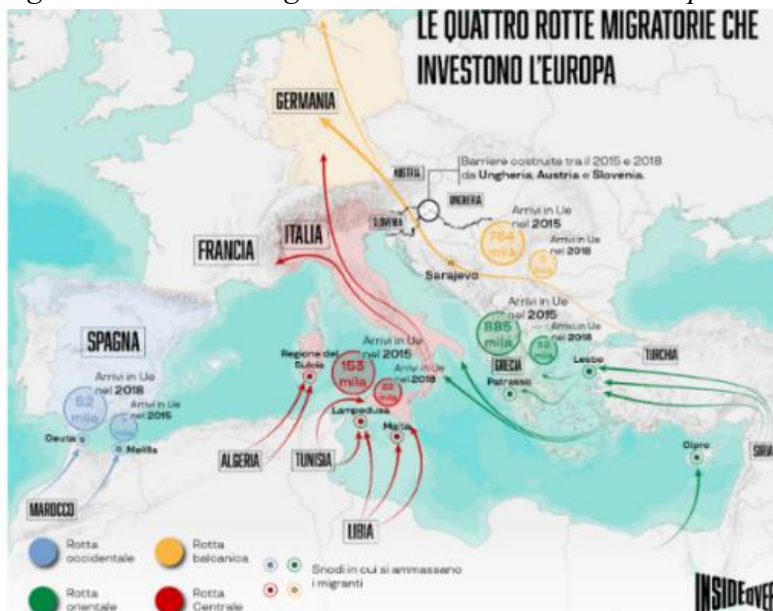 LE QUATTRO ROTTE MIGRATORIE CHE
INVESTONO L'EUROPA
GERMANIA
AUSTRIA
Barriere costruite tra il 2015 e 2018
da Ungheria, Austria e Slovenia.
UNGHERIA
SLOVENIA
Arrivi in Ue
nel 2015
764
mila
Arrivi in Ue
nel 2018
FRANCIA
ITALIA
Sarajevo
SPAGNA
Arrivi in Ue
nel 2018
52
mila
Arrivi in Ue
nel 2015
Ceuta
Melilla
MAROCCO
Regione del
Sulcis
Arrivi in Ue
nel 2015
153
mila
Arrivi in Ue
nel 2018
Lampedusa
Malta
ALGERIA
TUNISIA
LIBIA
Arrivi in Ue
nel 2015
885
mila
Arrivi in Ue
nel 2018
GRECIA
Patrasso
Lesbo
TURCHIA
Cipro
SIRIA
Rotta
occidentale
Rotta
balcanica
Rotta
orientale
Rotta
Centrale
Snodi in cui si ammassano
i migranti
INSIDEOVER